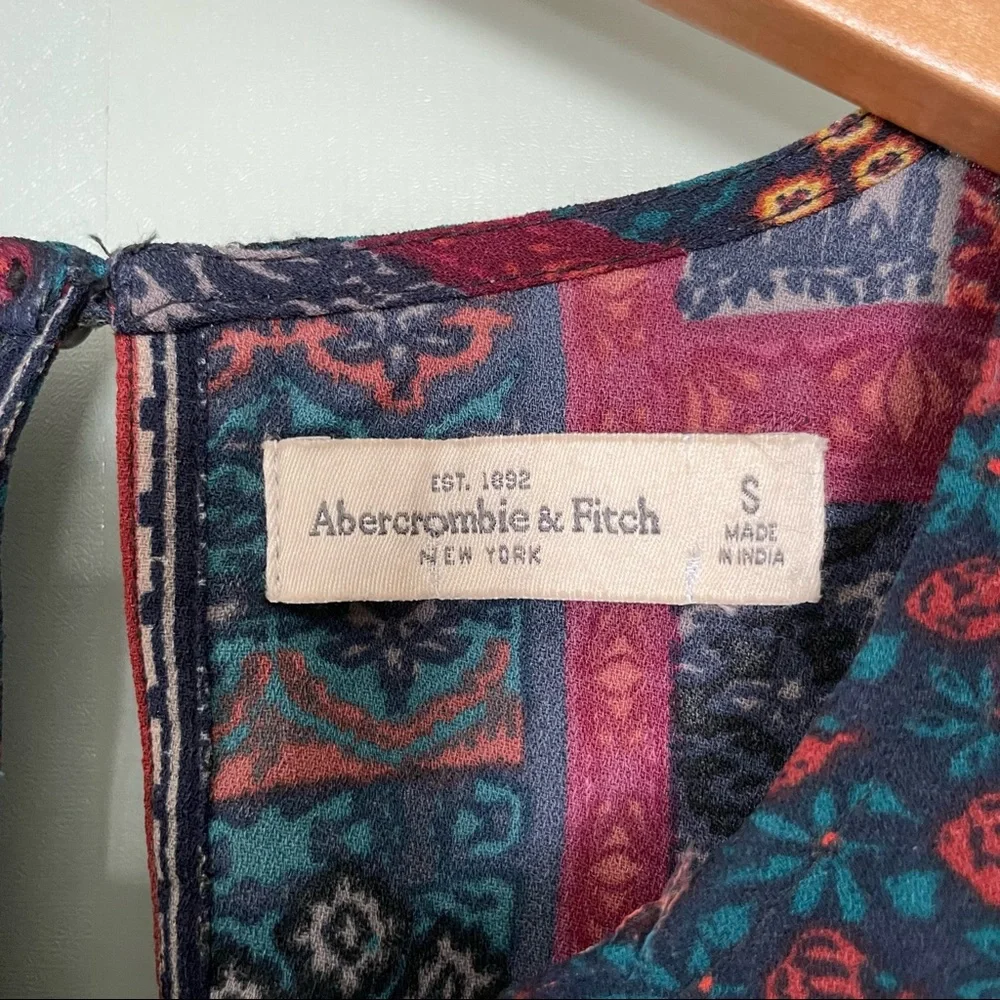 EST. 1892
Abercrombie & Fitch
NEW YORK
S
MADE
IN INDIA